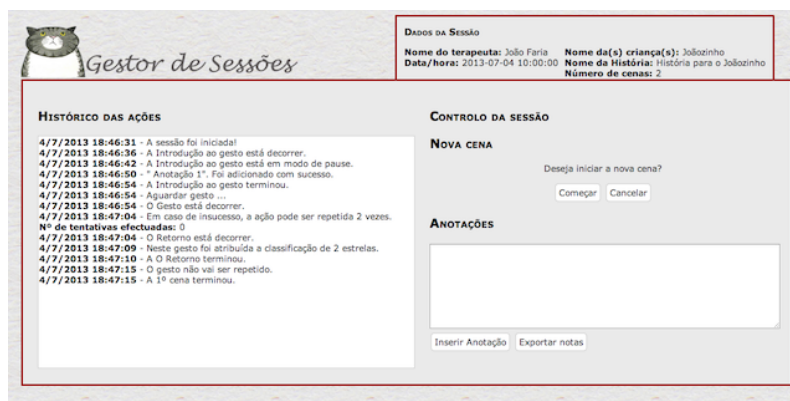 Gestor de Sessões
Dados da Sessão
Nome do terapeuta: João Faria Nome da(s) criança(s): Joãozinho
Data/hora: 2013-07-04 10:00:00 Nome da História: História para o Joãozinho
Número de cenas: 2
Histórico das ações
4/7/2013 18:46:31 - A sessão foi iniciada!
4/7/2013 18:46:36 - A Introdução ao gesto está decorrer.
4/7/2013 18:46:42 - A Introdução ao gesto está em modo de pause.
4/7/2013 18:46:50 - " Anotação 1". Foi adicionado com sucesso.
4/7/2013 18:46:54 - A Introdução ao gesto terminou.
4/7/2013 18:46:54 - Aguardar gesto ...
4/7/2013 18:46:54 - O Gesto está decorrer.
4/7/2013 18:47:04 - Em caso de insucesso, a ação pode ser repetida 2 vezes.
Nº de tentativas efectuadas: 0
4/7/2013 18:47:04 - O Retorno está decorrer.
4/7/2013 18:47:09 - Neste gesto foi atribuída a classificação de 2 estrelas.
4/7/2013 18:47:10 - A O Retorno terminou.
4/7/2013 18:47:15 - O gesto não vai ser repetido.
4/7/2013 18:47:15 - A 1º cena terminou.
Controlo da sessão
Nova cena
Deseja iniciar a nova cena?
Começar Cancelar
Anotações
Inserir Anotação Exportar notas